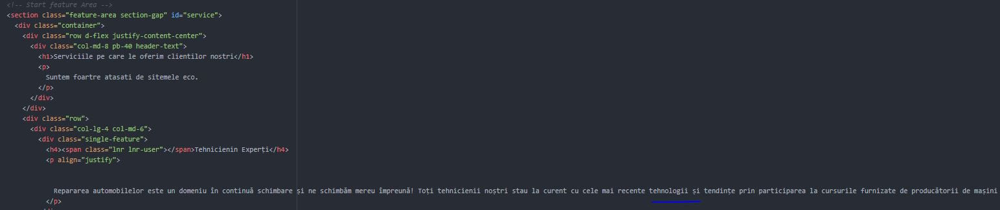 <!-- Start feature Area -->
<section class="feature-area section-gap" id="service">
<div class="container">
<div class="row d-flex justify-content-center">
<div class="col-md-8 pb-40 header-text">
<h1>Serviciile pe care le oferim clientilor nostri</h1>
<p>
Suntem foartre atasati de sitemele eco.
</p>
</div>
</div>
<div class="row">
<div class="col-lg-4 col-md-6">
<div class="single-feature">
<h4><span class="lnr lnr-user"></span>Tehnicienin Experți</h4>
<p align="justify">
Repararea automobilelor este un domeniu în continuă schimbare și ne schimbăm mereu împreună! Toți tehnicienii noștri stau la curent cu cele mai recente tehnologii și tendințe prin participarea la cursurile furnizate de producătorii de mașini
</p>